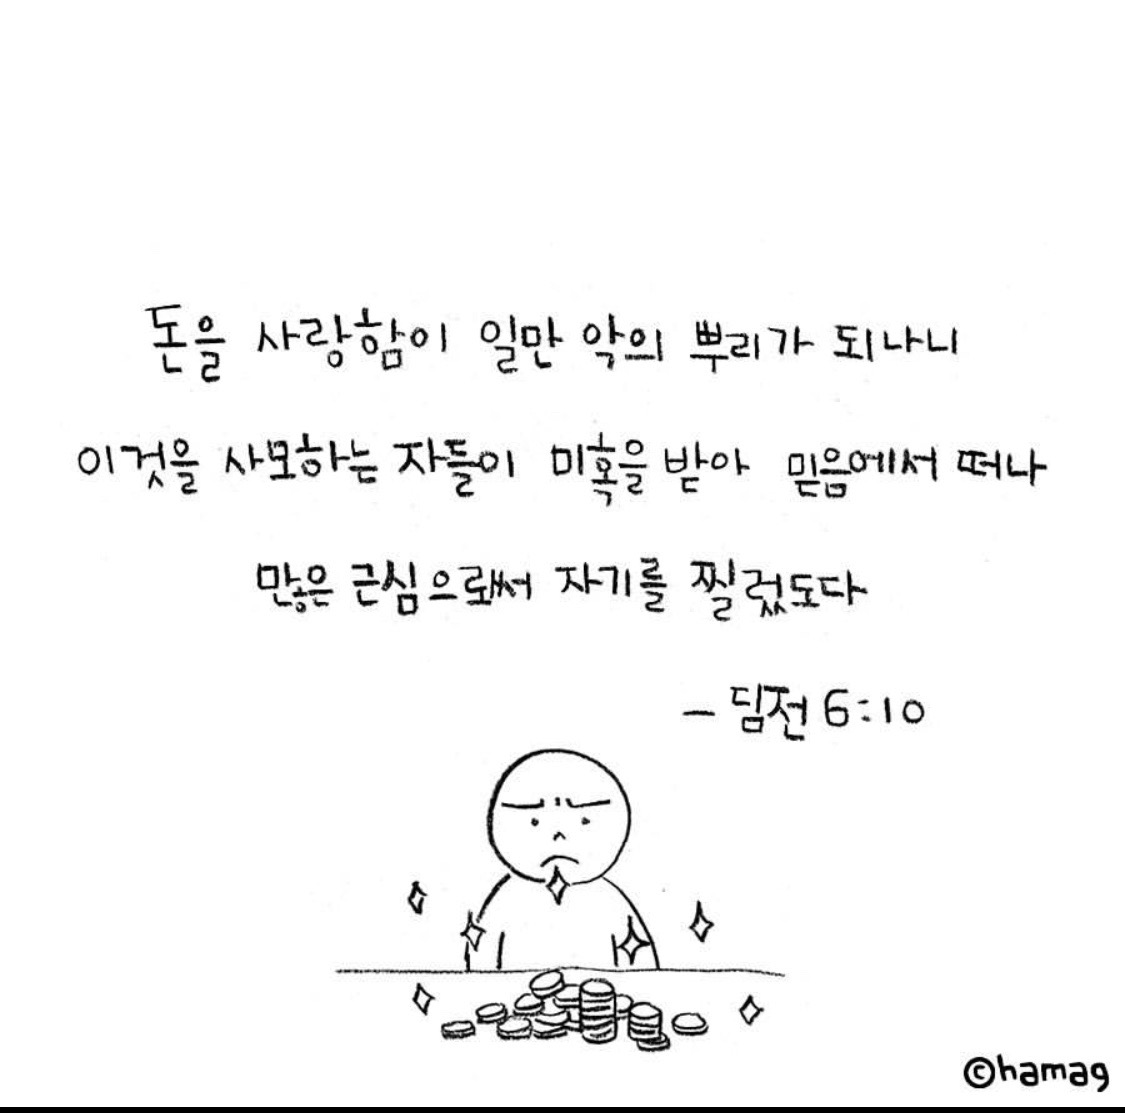 돈을 사랑함이 일만 악의 뿌리가 되나니
이것을 사모하는 자들이 미혹을 받아 믿음에서 떠나
많은 근심으로써 자기를 찔렀도다
– 딤전 6:10
©hamag